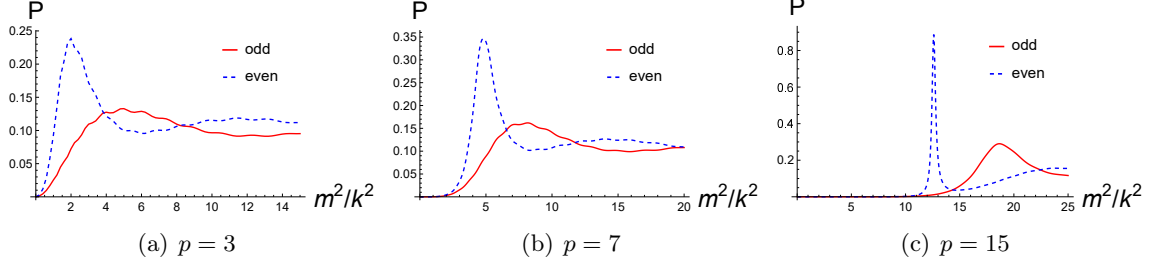 P
0.25
0.20
0.15
0.10
0.05
2 4 6 8 10 12 14
m²/k²
odd
even
(a) p = 3
P
0.35
0.30
0.25
0.20
0.15
0.10
0.05
5 10 15 20
m²/k²
odd
even
(b) p = 7
P
0.8
0.6
0.4
0.2
5 10 15 20 25
m²/k²
odd
even
(c) p = 15